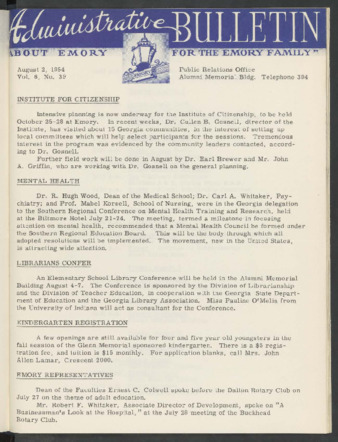 Administrative BULLETIN
"ABOUT EMORY FOR THE EMORY FAMILY"
August 2, 1954 Public Relations Office
Vol. 9, No. 30 Alumni Memorial Bldg. Telephone 204
INSTITUTE FOR CITIZENSHIP
Intensive planning is now underway for the Institute of Citizenship, to be held
October 26-28 at Emory. In recent weeks, Dr. Cullen B. Gosnell, director of the
Institute, has visited about 15 Georgia communities, in the interest of setting up
local committees which will help select participants for the sessions. Tremendous
interest in the program was evidenced by the community leaders contacted, accord-
ing to Dr. Gosnell.
Further field work will be done in August by Dr. Earl Brewer and Mr. John
A. Griffin, who are working with Dr. Gosnell on the general planning.
MENTAL HEALTH
Dr. R. Hugh Wood, Dean of the Medical School; Dr. Carl A. Whitaker, Psy-
chiatry; and Prof. Mabel Korsell, School of Nursing, were in the Georgia delegation
to the Southern Regional Conference on Mental Health Training and Research, held
at the Biltmore Hotel July 21-24. The meeting, termed a milestone in focusing
attention on mental health, recommended that a Mental Health Council be formed under
the Southern Regional Education Board. This will be the body through which all
adopted resolutions will be implemented. The movement, new in the United States,
is attracting wide attention.
LIBRARIANS CONFER
An Elementary School Library Conference will be held in the Alumni Memorial
Building August 4-7. The Conference is sponsored by the Division of Librarianship
and the Division of Teacher Education, in cooperation with the Georgia State Depart-
ment of Education and the Georgia Library Association. Miss Pauline O'Melia from
the University of Indiana will act as consultant for the Conference.
KINDERGARTEN REGISTRATION
A few openings are still available for four and five year old youngsters in the
fall session of the Glenn Memorial sponsored kindergarten. There is a $5 regis-
tration fee, and tuition is $15 monthly. For application blanks, call Mrs. John
Allen Lamar, Crescent 2000.
EMORY REPRESENTATIVES
Dean of the Faculties Ernest C. Colwell spoke before the Dalton Rotary Club on
July 27 on the theme of adult education.
Mr. Robert F. Whitaker, Associate Director of Development, spoke on "A
Businessman's Look at the Hospital," at the July 26 meeting of the Buckhead
Rotary Club.